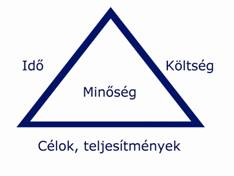 Idő
Költség
Minőség
Célok, teljesítmények